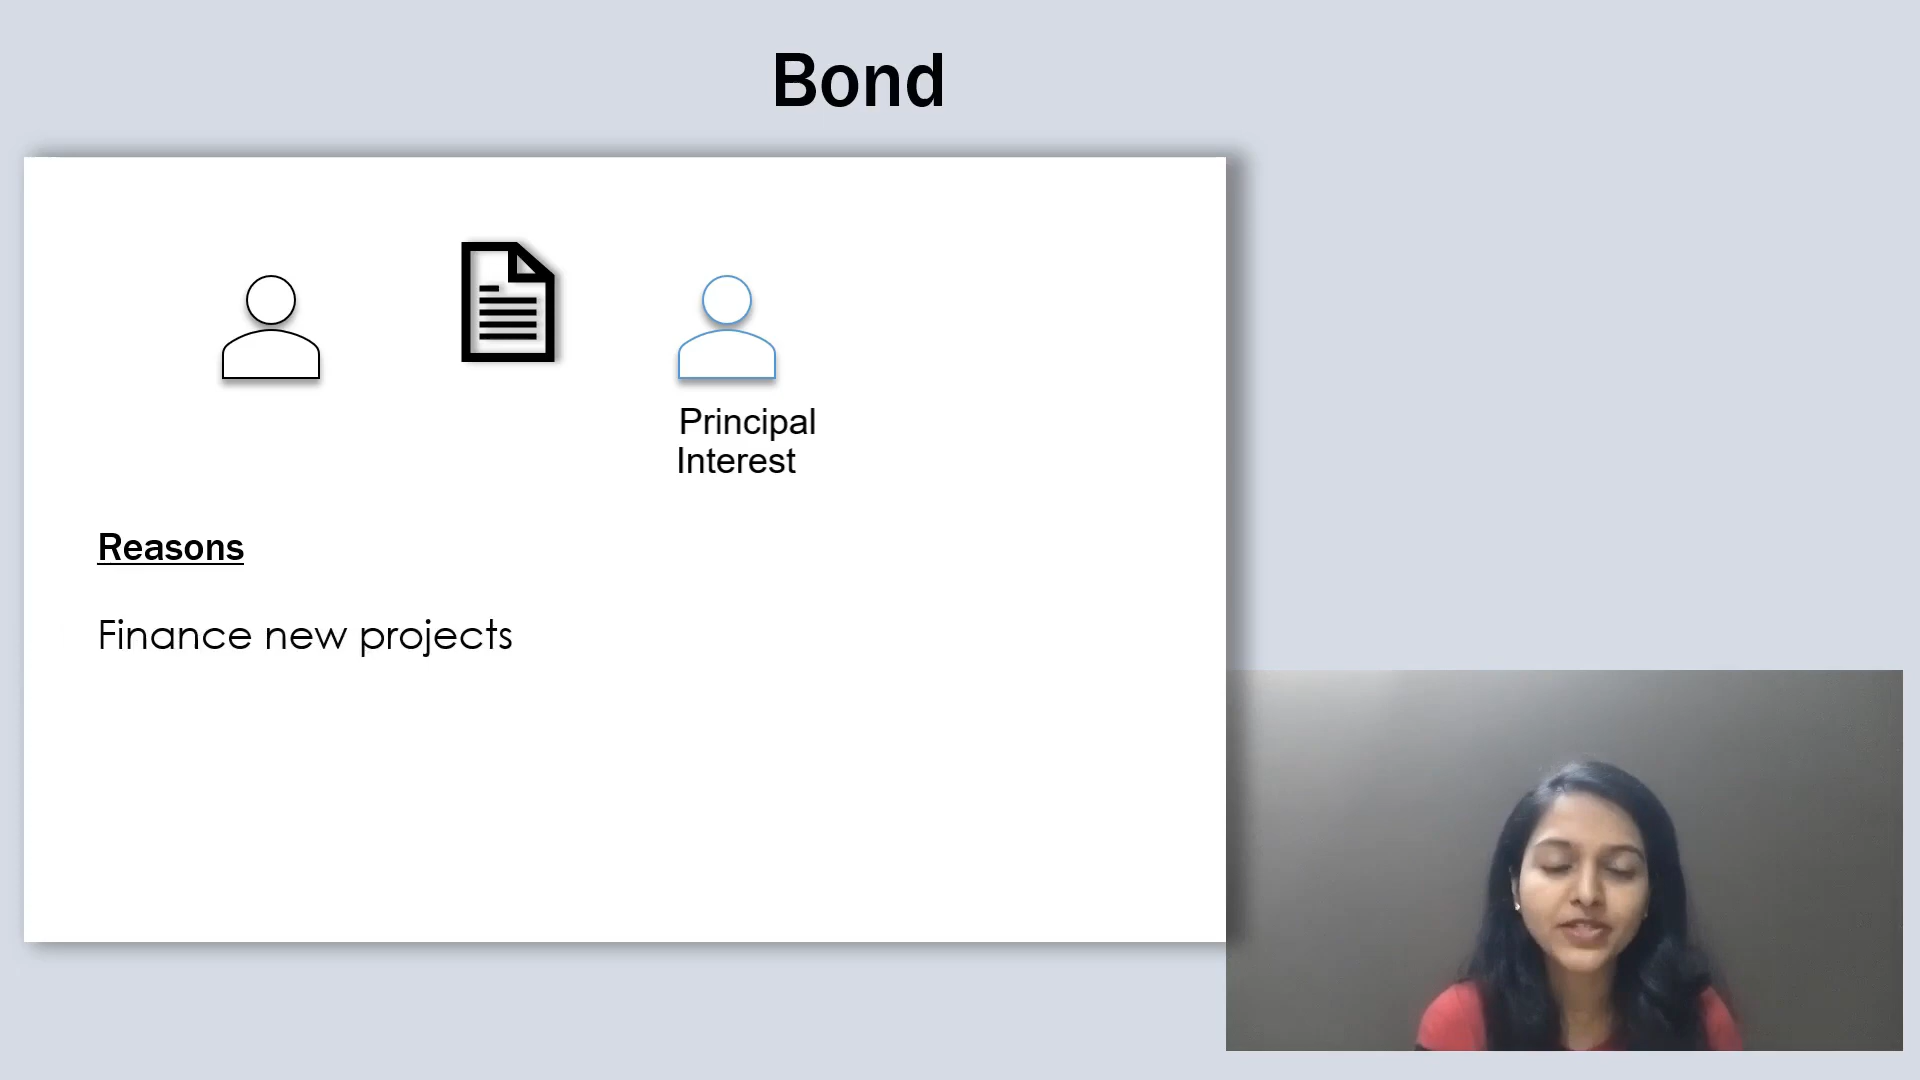 Bond
Principal
Interest
Reasons
Finance new projects